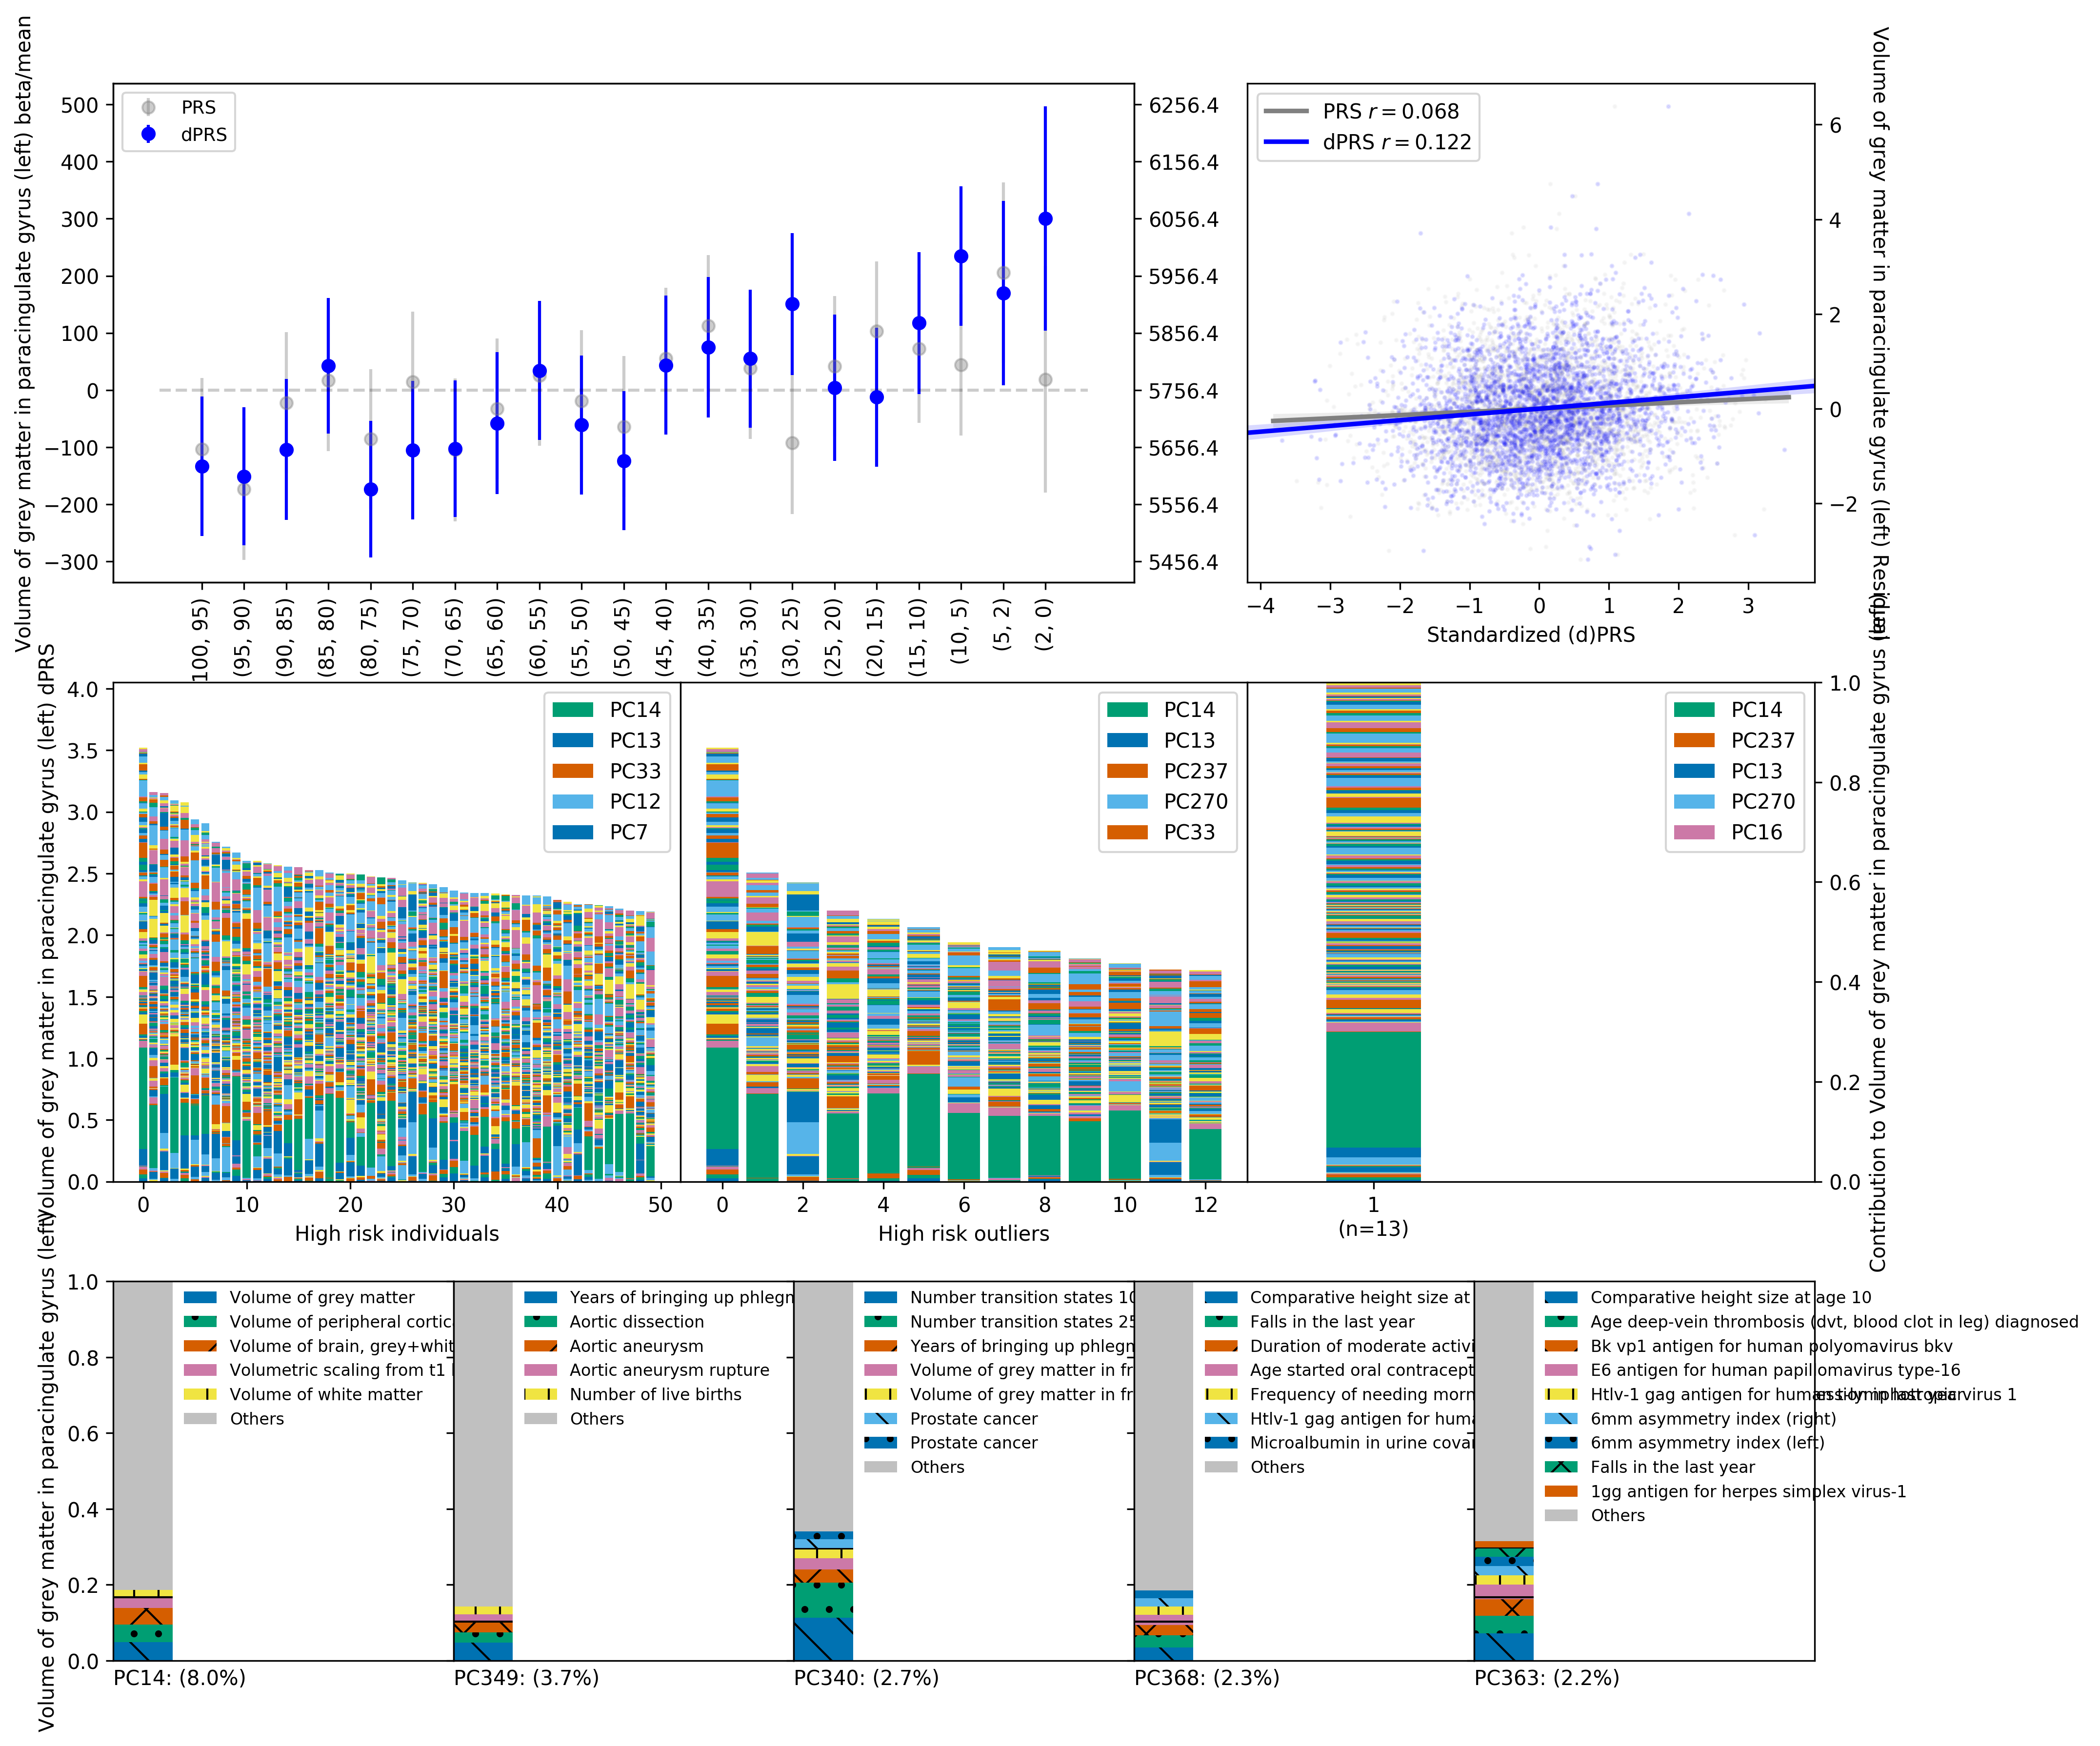 Volume of grey matter in paracingulate gyrus (left) beta/mean
500
400
300
200
100
0
−100
−200
−300
PRS
dPRS
6256.4
6156.4
6056.4
5956.4
5856.4
5756.4
5656.4
5556.4
5456.4
100, 95)
(95, 90)
(90, 85)
(85, 80)
(80, 75)
(75, 70)
(70, 65)
(65, 60)
(60, 55)
(55, 50)
(50, 45)
(45, 40)
(40, 35)
(35, 30)
(30, 25)
(25, 20)
(20, 15)
(15, 10)
(10, 5)
(5, 2)
(2, 0)
PRS r = 0.068
dPRS r = 0.122
6
4
2
0
−2
−4
−3
−2
−1
0
1
2
3
Standardized (d)PRS
Volume of grey matter in paracingulate gyrus (left) Residual
Volume of grey matter in paracingulate gyrus (left) dPRS
4.0
3.5
3.0
2.5
2.0
1.5
1.0
0.5
0.0
PC14
PC13
PC33
PC12
PC7
0
10
20
30
40
50
High risk individuals
PC14
PC13
PC237
PC270
PC33
0
2
4
6
8
10
12
High risk outliers
PC14
PC237
PC13
PC270
PC16
1
(n=13)
1.0
0.8
0.6
0.4
0.2
0.0
Contribution to Volume of grey matter in paracingulate gyrus (left)
Volume of grey matter in paracingulate gyrus (left)
1.0
0.8
0.6
0.4
0.2
0.0
Volume of grey matter
Volume of peripheral cortic
Volume of brain, grey+whit
Volumetric scaling from t1
Volume of white matter
Others
PC14: (8.0%)
Years of bringing up phlegn
Aortic dissection
Aortic aneurysm
Aortic aneurysm rupture
Number of live births
Others
PC349: (3.7%)
Number transition states 10
Number transition states 25
Years of bringing up phlegn
Volume of grey matter in fr
Volume of grey matter in fr
Prostate cancer
Prostate cancer
Others
PC340: (2.7%)
Comparative height size at
Falls in the last year
Duration of moderate activi
Age started oral contracept
Frequency of needing morn
Htlv-1 gag antigen for huma
Microalbumin in urine covar
Others
PC368: (2.3%)
Comparative height size at age 10
Age deep-vein thrombosis (dvt, blood clot in leg) diagnosed
Bk vp1 antigen for human polyomavirus bkv
E6 antigen for human papillomavirus type-16
Htlv-1 gag antigen for human t-lymphotropic virus 1
6mm asymmetry index (right)
6mm asymmetry index (left)
Falls in the last year
1gg antigen for herpes simplex virus-1
Others
PC363: (2.2%)